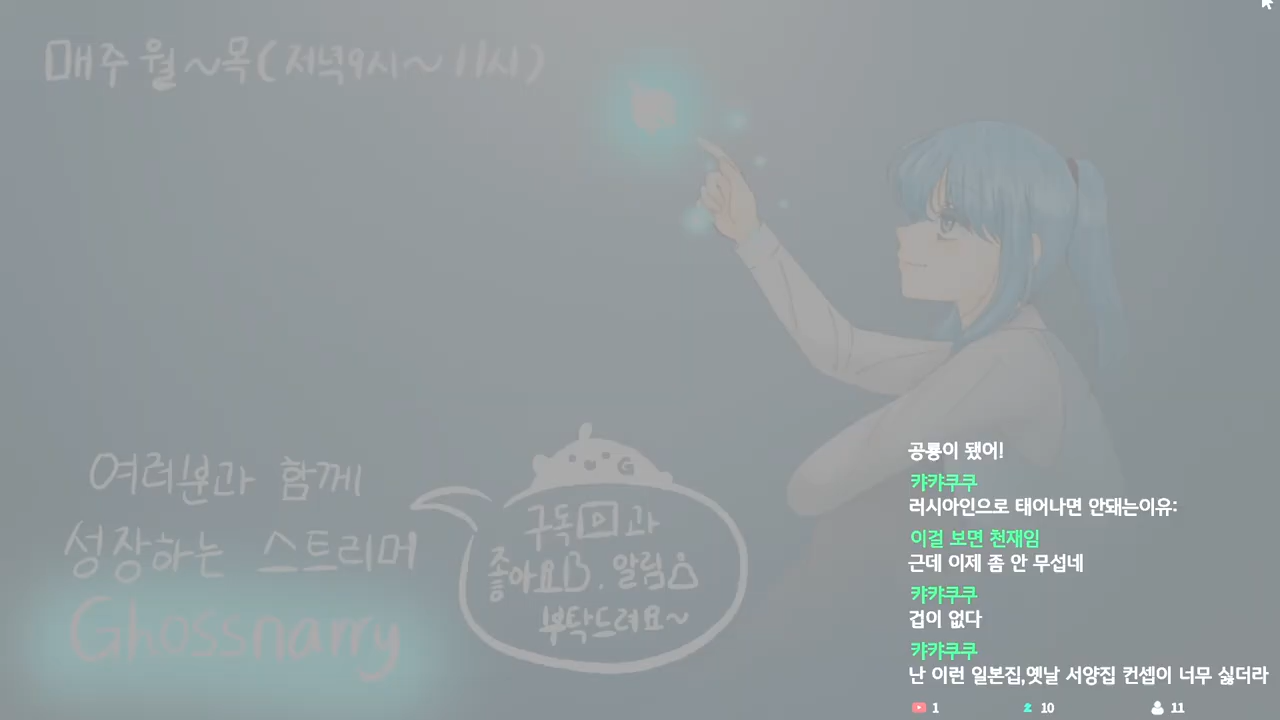 매주 월~목(저녁9시~11시)
여러분과 함께
성장하는 스트리머
Ghossharry
구독 과
좋아요 , 알림
부탁드려요~
G
공룡이 됐어!
캬캬쿠쿠
러시아인으로 태어나면 안돼는이유:
이걸 보면 천재임
근데 이제 좀 안 무섭네
캬캬쿠쿠
겁이 없다
캬캬쿠쿠
난 이런 일본집,옛날 서양집 컨셉이 너무 싫더라
1 10 11